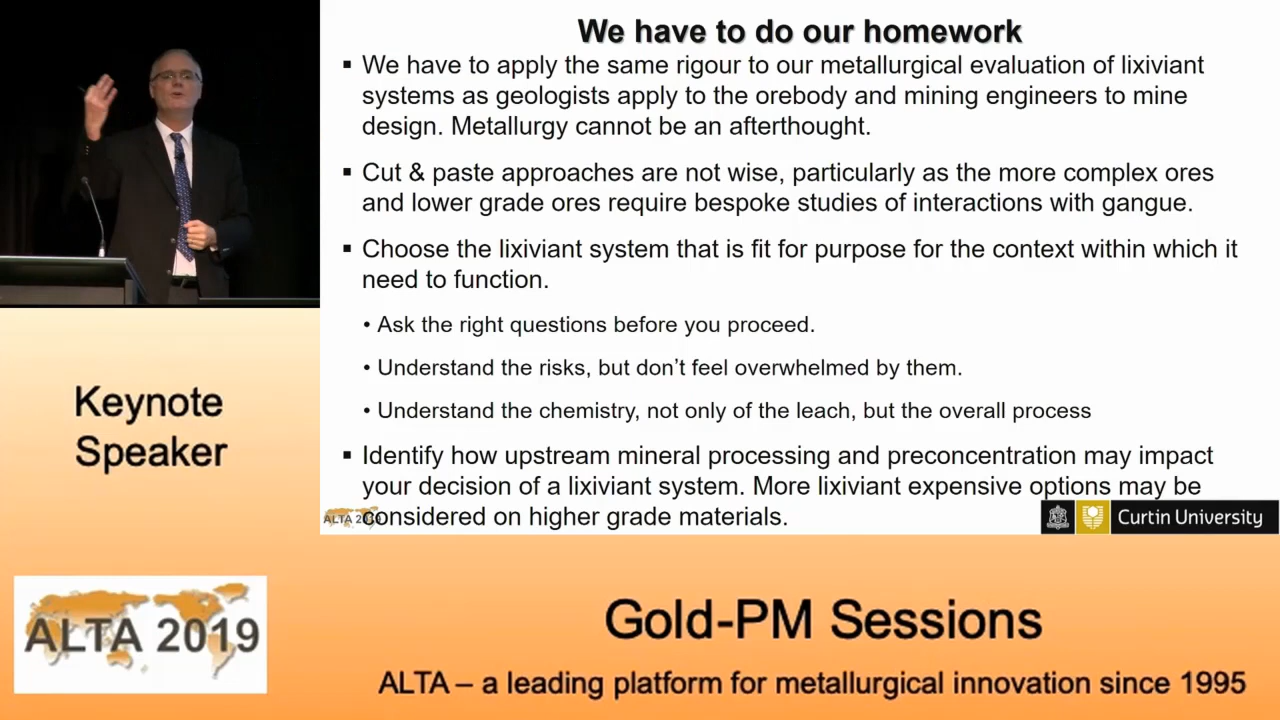 We have to do our homework
▪ We have to apply the same rigour to our metallurgical evaluation of lixiviant
systems as geologists apply to the orebody and mining engineers to mine
design. Metallurgy cannot be an afterthought.
▪ Cut & paste approaches are not wise, particularly as the more complex ores
and lower grade ores require bespoke studies of interactions with gangue.
▪ Choose the lixiviant system that is fit for purpose for the context within which it
need to function.
• Ask the right questions before you proceed.
• Understand the risks, but don’t feel overwhelmed by them.
• Understand the chemistry, not only of the leach, but the overall process
▪ Identify how upstream mineral processing and preconcentration may impact
your decision of a lixiviant system. More lixiviant expensive options may be
considered on higher grade materials.
ALTA 2019
Curtin University
Keynote
Speaker
ALTA 2019
Gold-PM Sessions
ALTA – a leading platform for metallurgical innovation since 1995